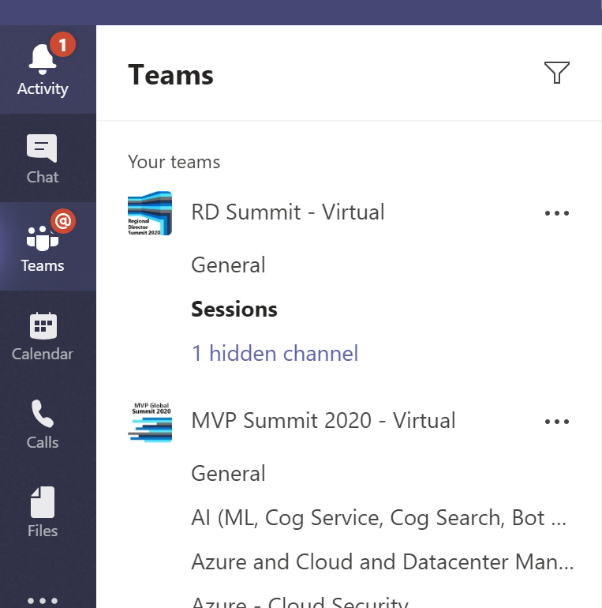 1
Activity
Teams
Chat
Your teams
Regional
Director
Summit 2020
RD Summit - Virtual
...
@
Teams
General
Sessions
Calendar
1 hidden channel
MVP Global
Summit 2020
MVP Summit 2020 - Virtual
...
Calls
General
Files
AI (ML, Cog Service, Cog Search, Bot ...
Azure and Cloud and Datacenter Man...
...
Azure - Cloud Security